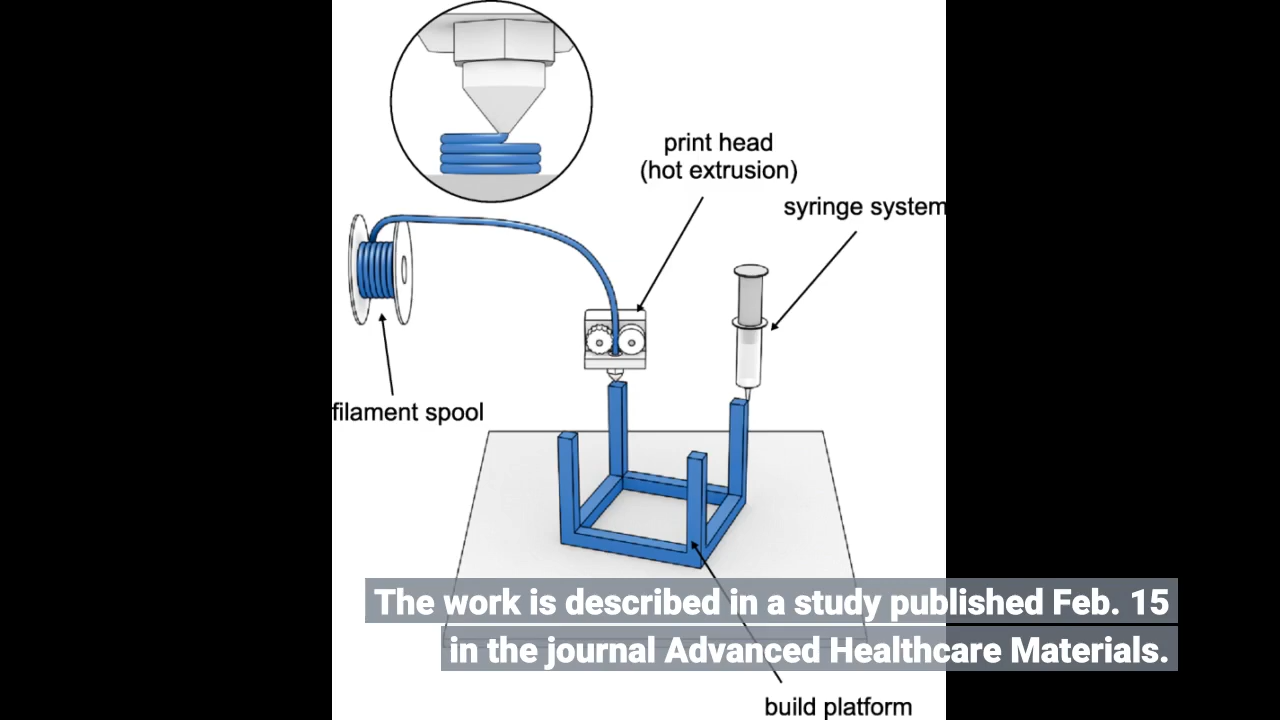 print head
(hot extrusion)
syringe system
filament spool
The work is described in a study published Feb. 15
in the journal Advanced Healthcare Materials.
build platform